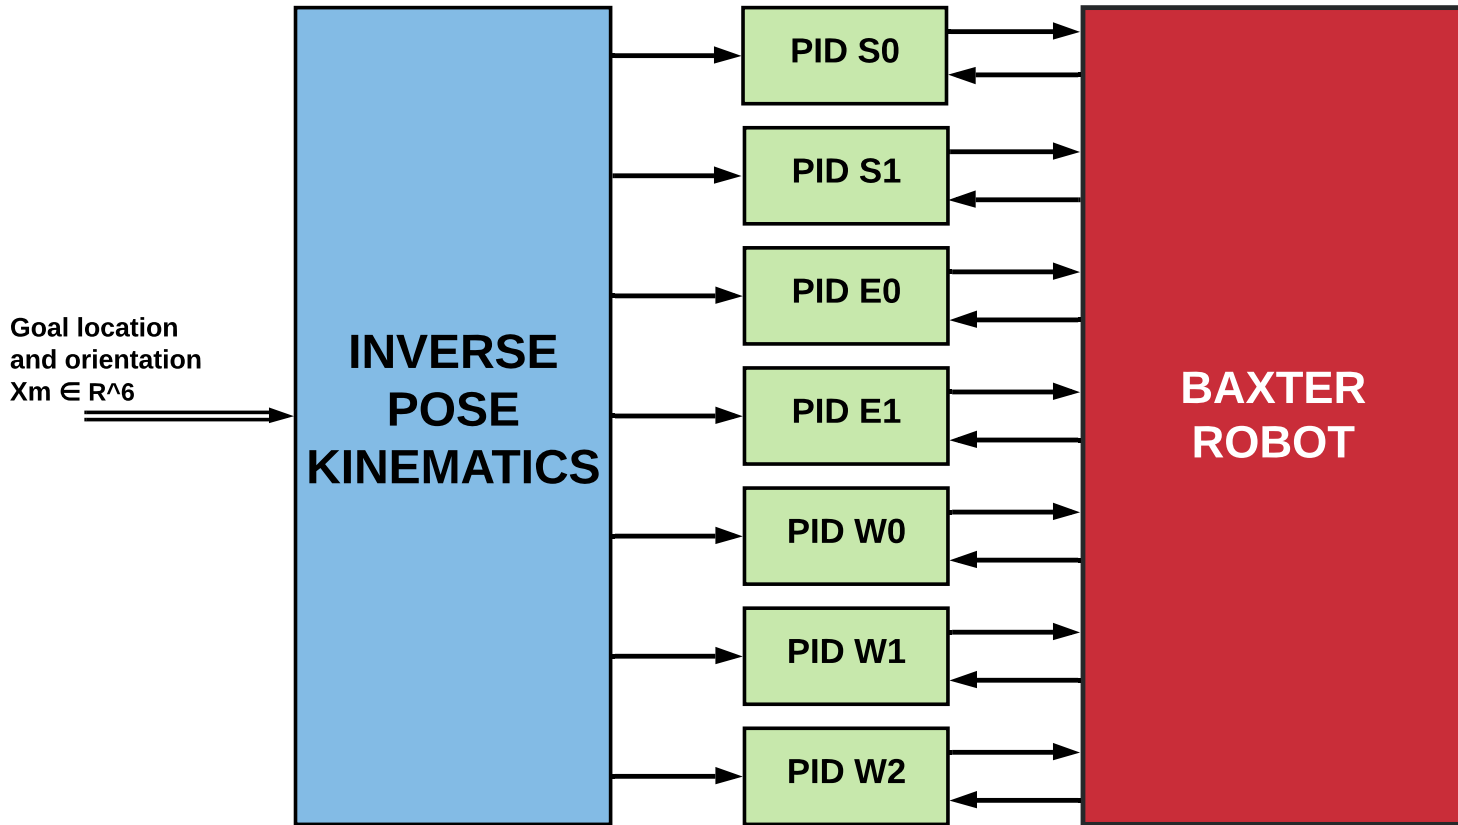 Goal location
and orientation
Xm ∈ R^6
INVERSE
POSE
KINEMATICS
PID S0
PID S1
PID E0
PID E1
PID W0
PID W1
PID W2
BAXTER
ROBOT